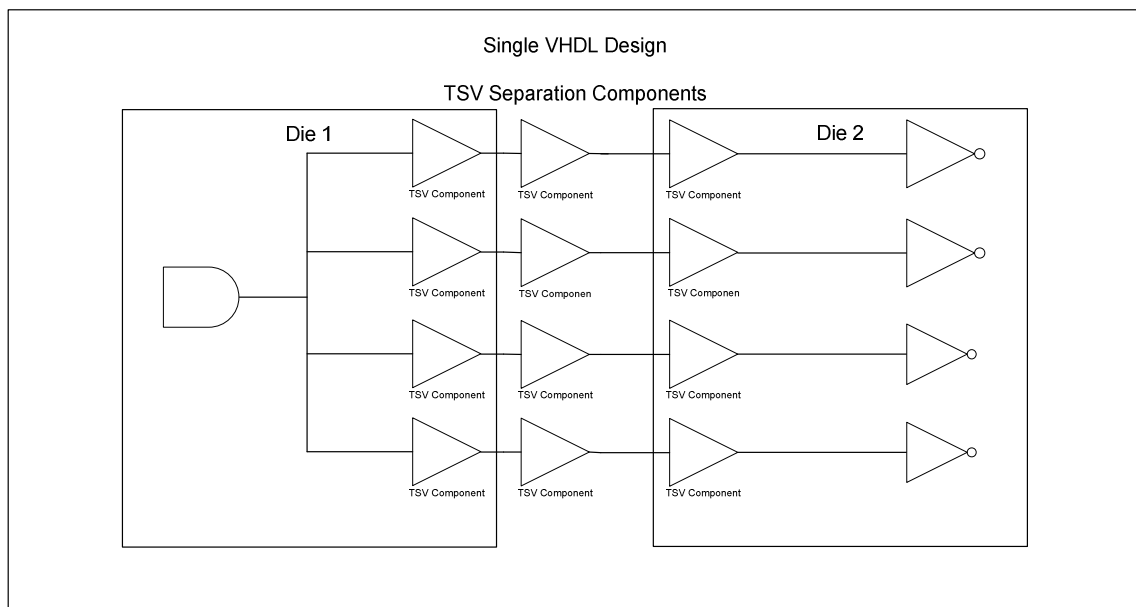 Single VHDL Design
TSV Separation Components
Die 1
Die 2
TSV Component
TSV Component
TSV Component
TSV Component
TSV Componen
TSV Componen
TSV Component
TSV Component
TSV Component
TSV Component
TSV Component
TSV Component